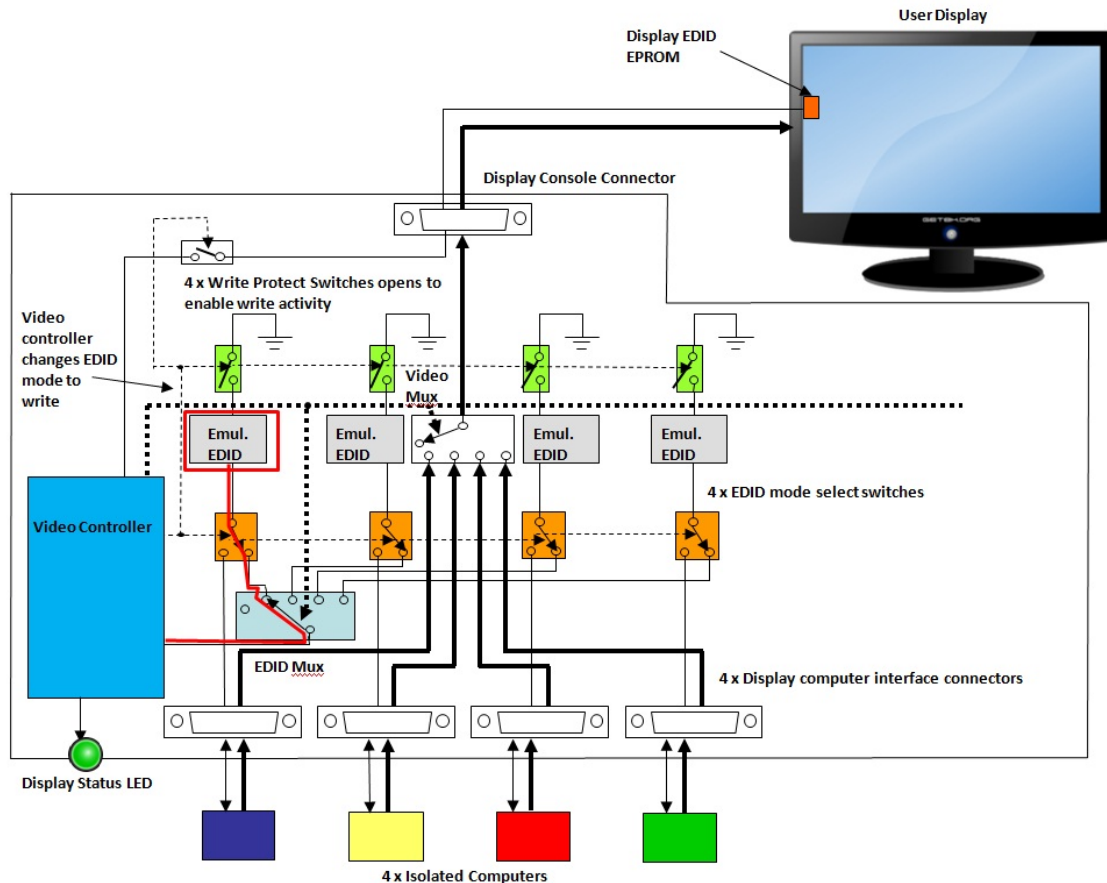 User Display
Display EDID
EPROM
Display Console Connector
GETEK.ORG
4 x Write Protect Switches opens to
enable write activity
Video
controller
changes EDID
mode to
write
Video
Mux
Emul.
EDID
Emul.
EDID
Emul.
EDID
Emul.
EDID
4 x EDID mode select switches
Video Controller
EDID Mux
4 x Display computer interface connectors
Display Status LED
4 x Isolated Computers